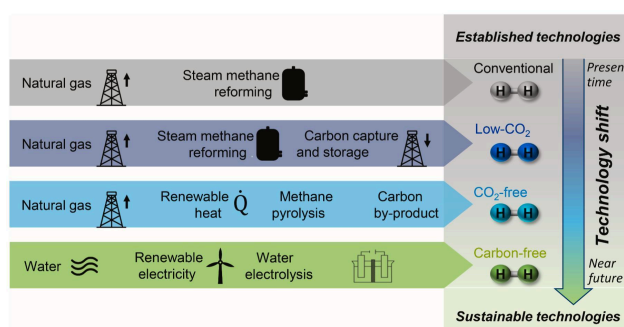 Established technologies
Natural gas
Steam methane
reforming
Conventional
H H
Present
time
Natural gas
Steam methane
reforming
Carbon capture
and storage
Low-CO₂
H H
Natural gas
Renewable
heat
Q̇
Methane
pyrolysis
Carbon
by-product
CO₂-free
H H
Technology shift
Water
Renewable
electricity
Water
electrolysis
Carbon-free
H H
Near
future
Sustainable technologies